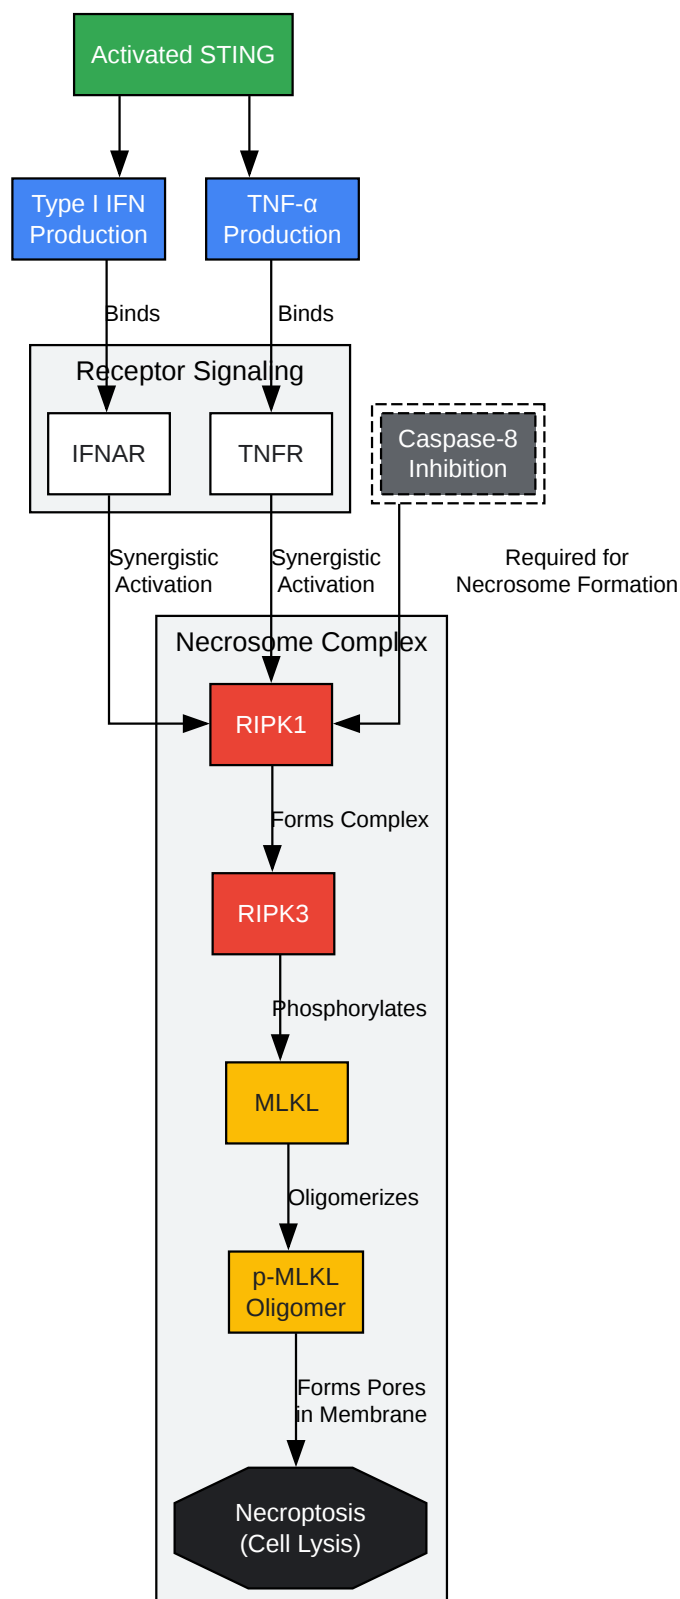 Activated STING
Type I IFN
Production
TNF-α
Production
Binds
Binds
Receptor Signaling
IFNAR
TNFR
Caspase-8
Inhibition
Synergistic
Activation
Synergistic
Activation
Required for
Necrosome Formation
Necrosome Complex
RIPK1
Forms Complex
RIPK3
Phosphorylates
MLKL
Oligomerizes
p-MLKL
Oligomer
Forms Pores
in Membrane
Necroptosis
(Cell Lysis)